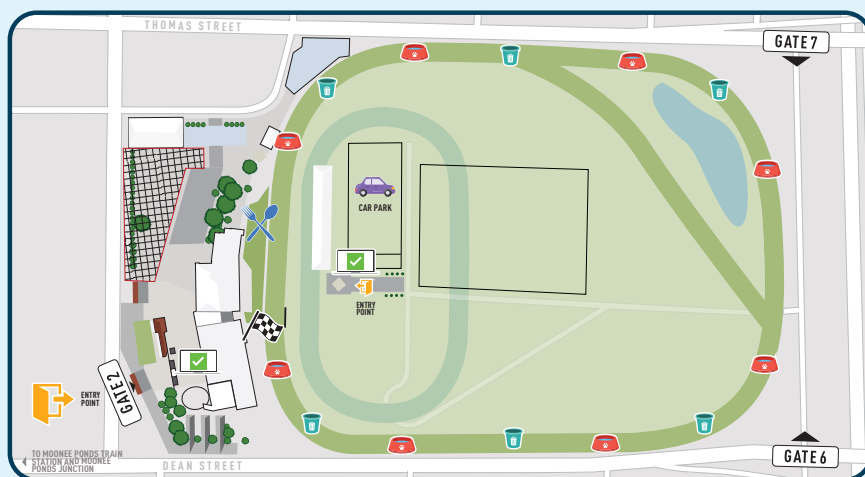 THOMAS STREET
GATE 7
CAR PARK
ENTRY
POINT
GATE 2
ENTRY
POINT
TO MOONEE PONDS TRAIN
STATION AND MOONEE
PONDS JUNCTION
DEAN STREET
GATE 6